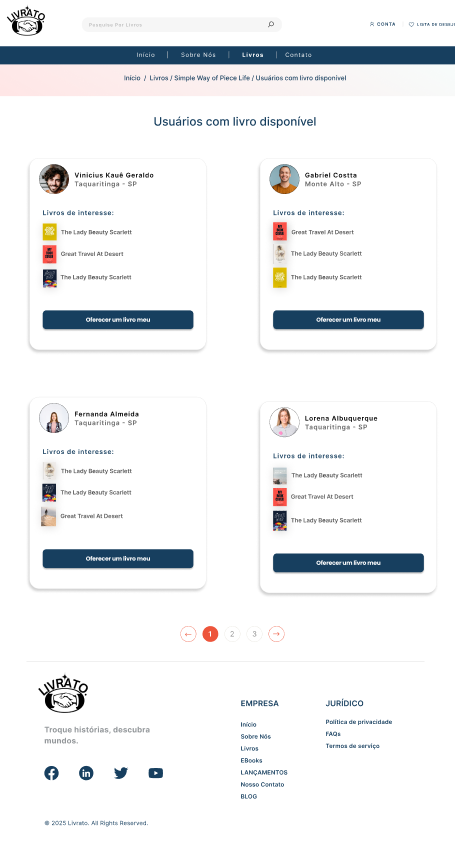 LIVRATO
Pesquise Por Livros
CONTA
LISTA DE DESEJ
Início | Sobre Nós | Livros | Contato
Início / Livros / Simple Way of Piece Life / Usuários com livro disponível
Usuários com livro disponível
Vinícius Kauê Geraldo
Taquaritinga - SP
Livros de interesse:
The Lady Beauty Scarlett
Great Travel At Desert
The Lady Beauty Scarlett
Oferecer um livro meu
Gabriel Costta
Monte Alto - SP
Livros de interesse:
Great Travel At Desert
The Lady Beauty Scarlett
The Lady Beauty Scarlett
Oferecer um livro meu
Fernanda Almeida
Taquaritinga - SP
Livros de interesse:
The Lady Beauty Scarlett
The Lady Beauty Scarlett
Great Travel At Desert
Oferecer um livro meu
Lorena Albuquerque
Taquaritinga - SP
Livros de interesse:
The Lady Beauty Scarlett
Great Travel At Desert
The Lady Beauty Scarlett
Oferecer um livro meu
← 1 2 3 →
LIVRATO
Troque histórias, descubra
mundos.
EMPRESA
Início
Sobre Nós
Livros
EBooks
LANÇAMENTOS
Nosso Contato
BLOG
JURÍDICO
Política de privacidade
FAQs
Termos de serviço
© 2025 Livrato. All Rights Reserved.